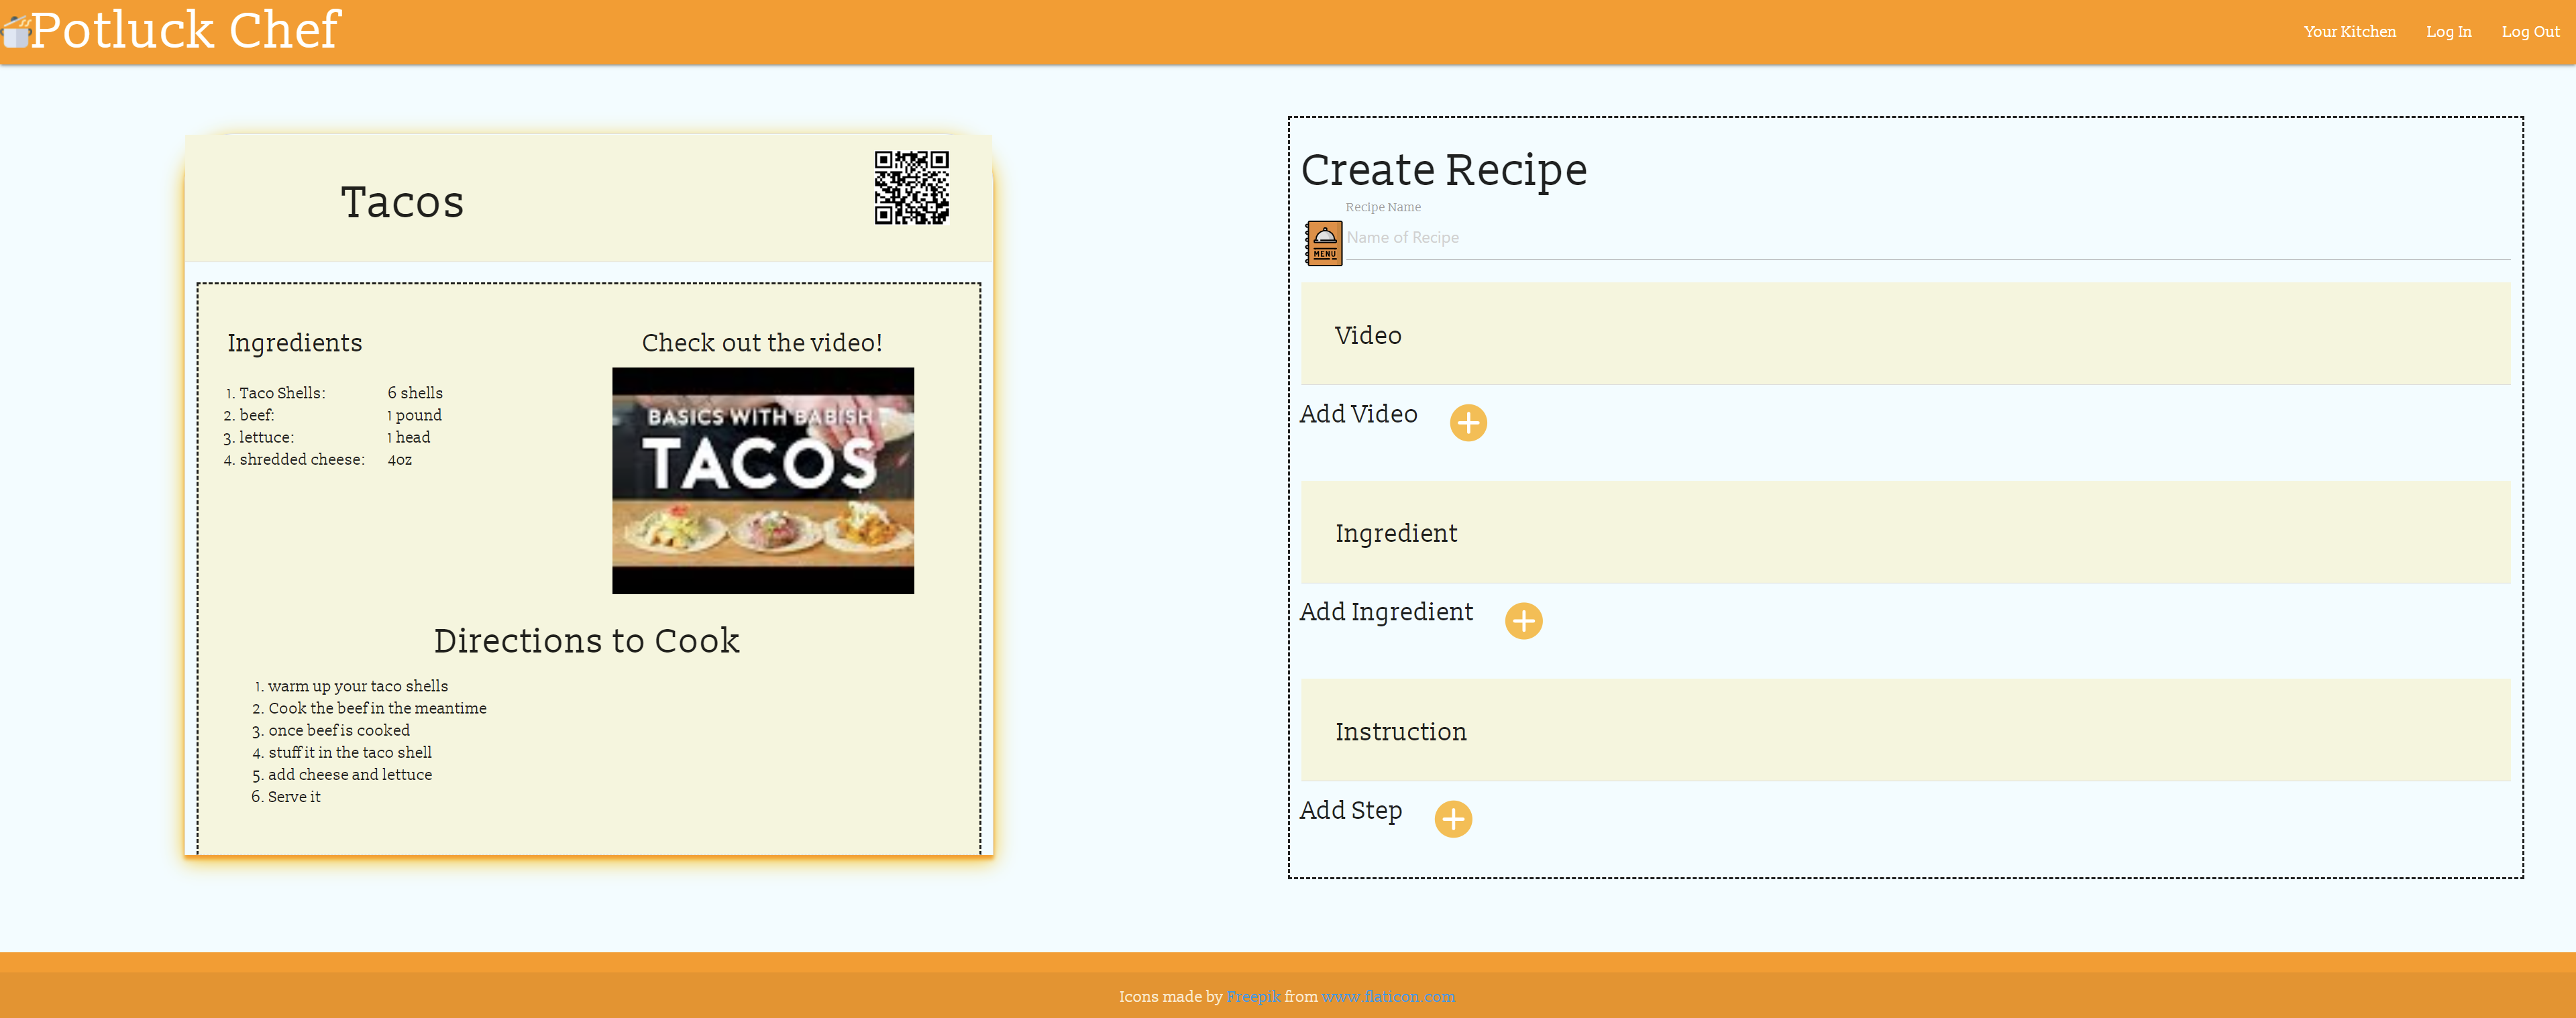 Potluck Chef
Your Kitchen
Log In
Log Out
Tacos
Ingredients
1. Taco Shells: 6 shells
2. beef: 1 pound
3. lettuce: 1 head
4. shredded cheese: 4oz
Check out the video!
BASICS WITH BABISH
TACOS
Directions to Cook
1. warm up your taco shells
2. Cook the beef in the meantime
3. once beef is cooked
4. stuff it in the taco shell
5. add cheese and lettuce
6. Serve it
Create Recipe
Recipe Name
MENU
Name of Recipe
Video
Add Video
Ingredient
Add Ingredient
Instruction
Add Step
Icons made by Freepik from www.flaticon.com